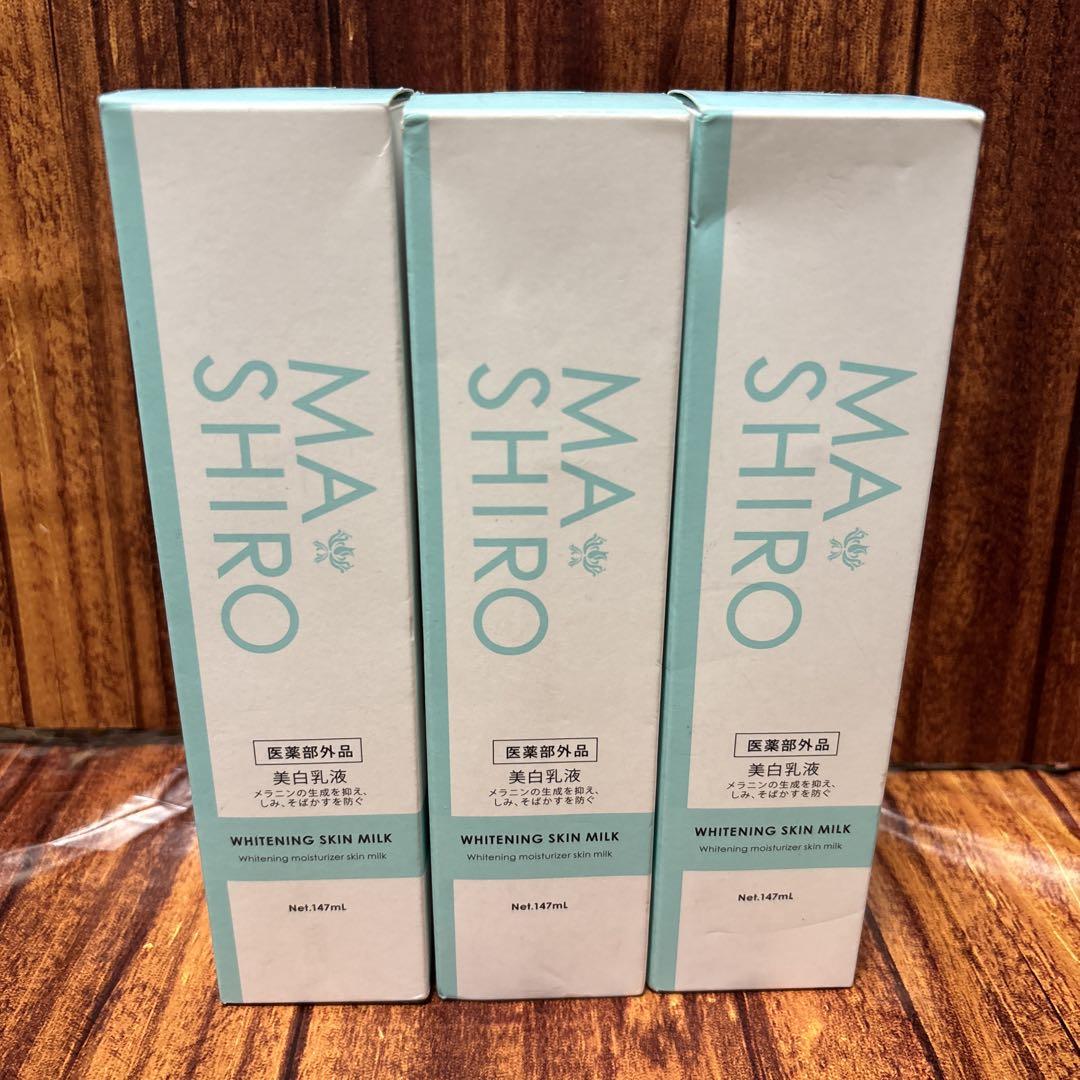 MA
SHIRO
医薬部外品
美白乳液
メラニンの生成を抑え、
しみ、そばかすを防ぐ
WHITENING SKIN MILK
Whitening moisturizer skin milk
Net.147mL
MA
SHIRO
医薬部外品
美白乳液
メラニンの生成を抑え、
しみ、そばかすを防ぐ
WHITENING SKIN MILK
Whitening moisturizer skin milk
Net.147mL
MA
SHIRO
医薬部外品
美白乳液
メラニンの生成を抑え、
しみ、そばかすを防ぐ
WHITENING SKIN MILK
Whitening moisturizer skin milk
Net.147mL